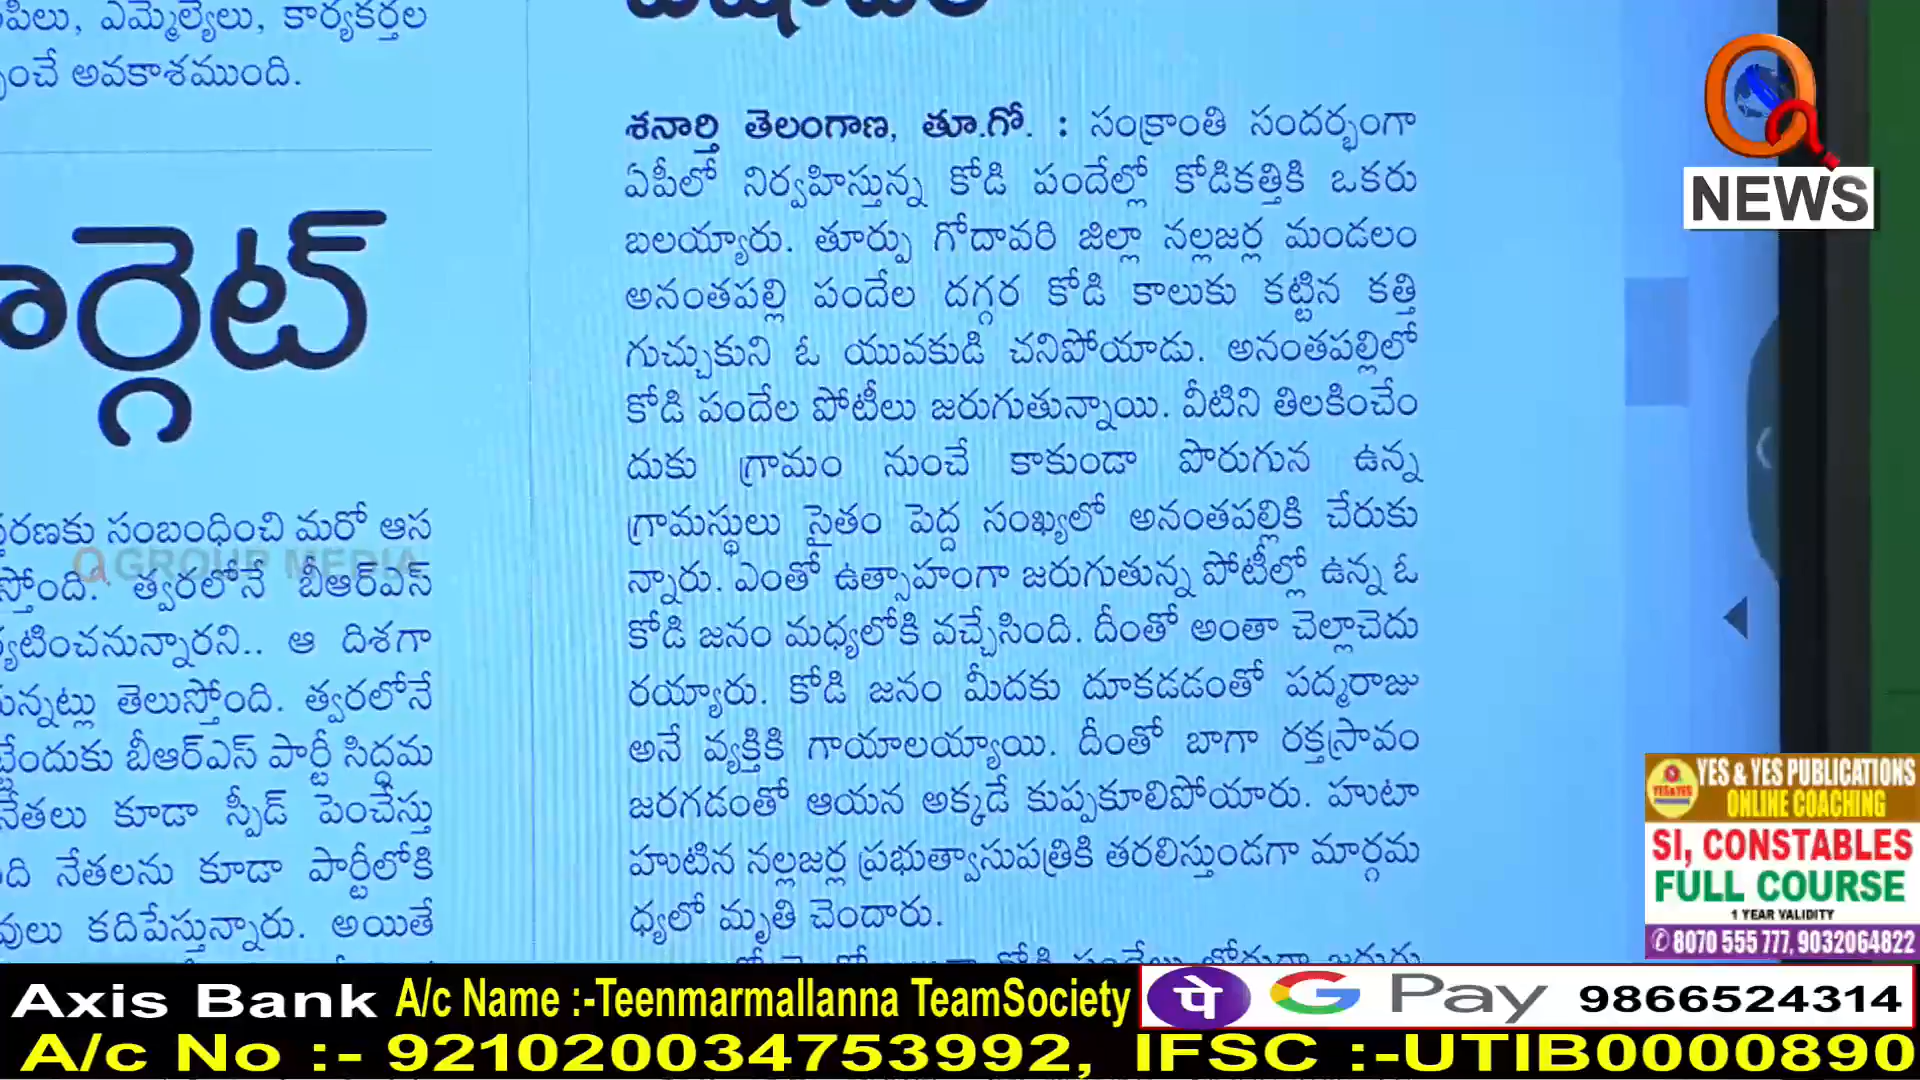 ఎమ్మెల్యేలు, కార్యకర్తల
అవకాశముంది.
సంబంధించి మరో ఆస
త్వరలోనే బీఆర్ఎస్
ఆ దిశగా
తెలుస్తోంది. త్వరలోనే
బీఆర్ఎస్ పార్టీ సిద్ధమ
నేతలు కూడా స్పీడ్ పెంచేస్తు
నేతలను కూడా పార్టీలోకి
కదిపేస్తున్నారు. అయితే
శనార్తి తెలంగాణ, తూ.గో. : సంక్రాంతి సందర్భంగా
ఏపీలో నిర్వహిస్తున్న కోడి పందేల్లో కోడికత్తికి ఒకరు
బలయ్యారు. తూర్పు గోదావరి జిల్లా నల్లజర్ల మండలం
అనంతపల్లి పందేల దగ్గర కోడి కాలుకు కట్టిన కత్తి
గుచ్చుకుని ఓ యువకుడి చనిపోయాడు. అనంతపల్లిలో
కోడి పందేల పోటీలు జరుగుతున్నాయి. వీటిని తిలకించేం
దుకు గ్రామం నుంచే కాకుండా పొరుగున ఉన్న
గ్రామస్థులు సైతం పెద్ద సంఖ్యలో అనంతపల్లికి చేరుకు
న్నారు. ఎంతో ఉత్సాహంగా జరుగుతున్న పోటీల్లో ఉన్న ఓ
కోడి జనం మధ్యలోకి వచ్చేసింది. దీంతో అంతా చెల్లాచెదు
రయ్యారు. కోడి జనం మీదకు దూకడడంతో పద్మరాజు
అనే వ్యక్తికి గాయాలయ్యాయి. దీంతో బాగా రక్తస్రావం
జరగడంతో ఆయన అక్కడే కుప్పకూలిపోయారు. హుటా
హుటిన నల్లజర్ల ప్రభుత్వాసుపత్రికి తరలిస్తుండగా మార్గమ
ధ్యలో మృతి చెందారు.
Q GROUP MEDIA
Q
NEWS
YES & YES PUBLICATIONS
ONLINE COACHING
SI, CONSTABLES
FULL COURSE
1 YEAR VALIDITY
8070 555 777, 9032064822
Axis Bank A/c Name :-Teenmarmallanna TeamSociety
पे G Pay 9866524314
A/c No :- 921020034753992, IFSC :-UTIB0000890